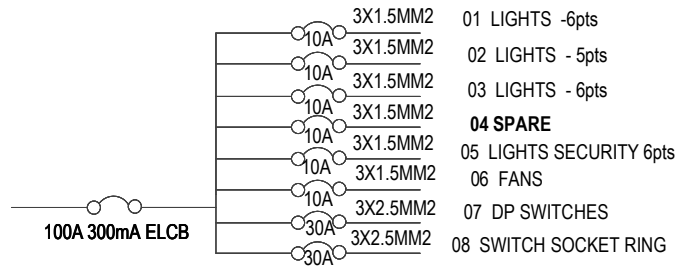 3X1.5MM2 01 LIGHTS -6pts
10A
3X1.5MM2 02 LIGHTS - 5pts
10A
3X1.5MM2 03 LIGHTS - 6pts
10A
3X1.5MM2 04 SPARE
10A
3X1.5MM2 05 LIGHTS SECURITY 6pts
10A
3X1.5MM2 06 FANS
10A
3X2.5MM2 07 DP SWITCHES
30A
3X2.5MM2 08 SWITCH SOCKET RING
30A
100A 300mA ELCB